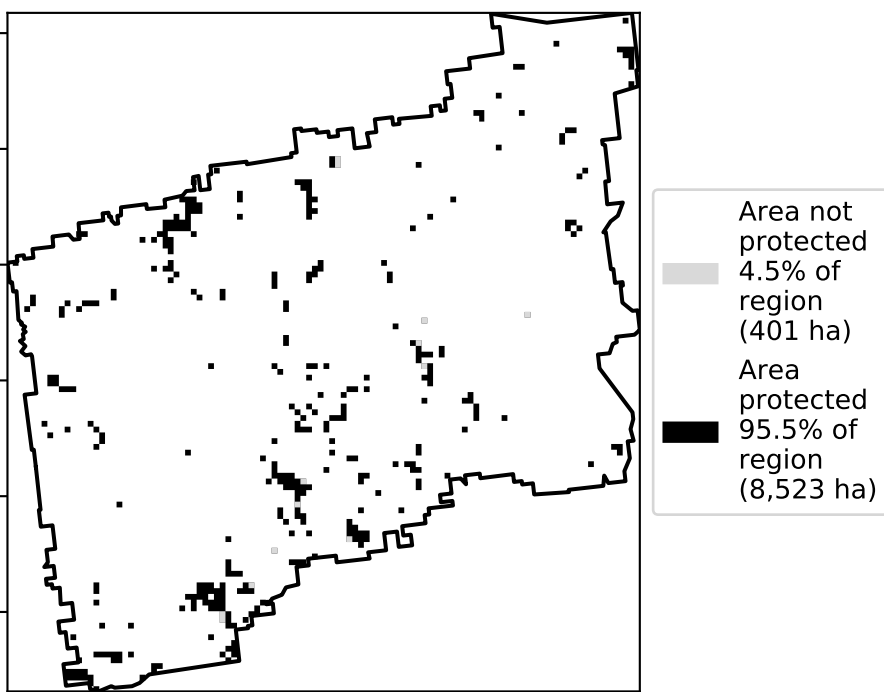 Area not
protected
4.5% of
region
(401 ha)
Area
protected
95.5% of
region
(8,523 ha)